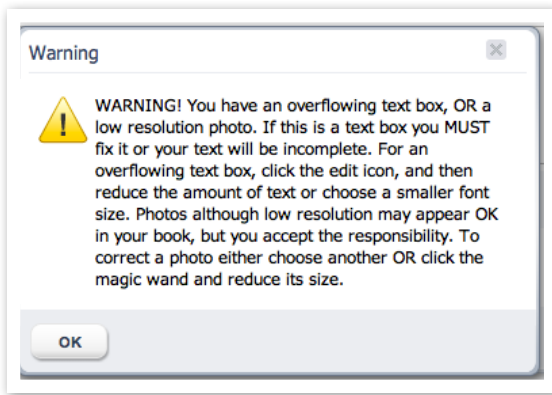 Warning
WARNING! You have an overflowing text box, OR a
low resolution photo. If this is a text box you MUST
fix it or your text will be incomplete. For an
overflowing text box, click the edit icon, and then
reduce the amount of text or choose a smaller font
size. Photos although low resolution may appear OK
in your book, but you accept the responsibility. To
correct a photo either choose another OR click the
magic wand and reduce its size.
OK